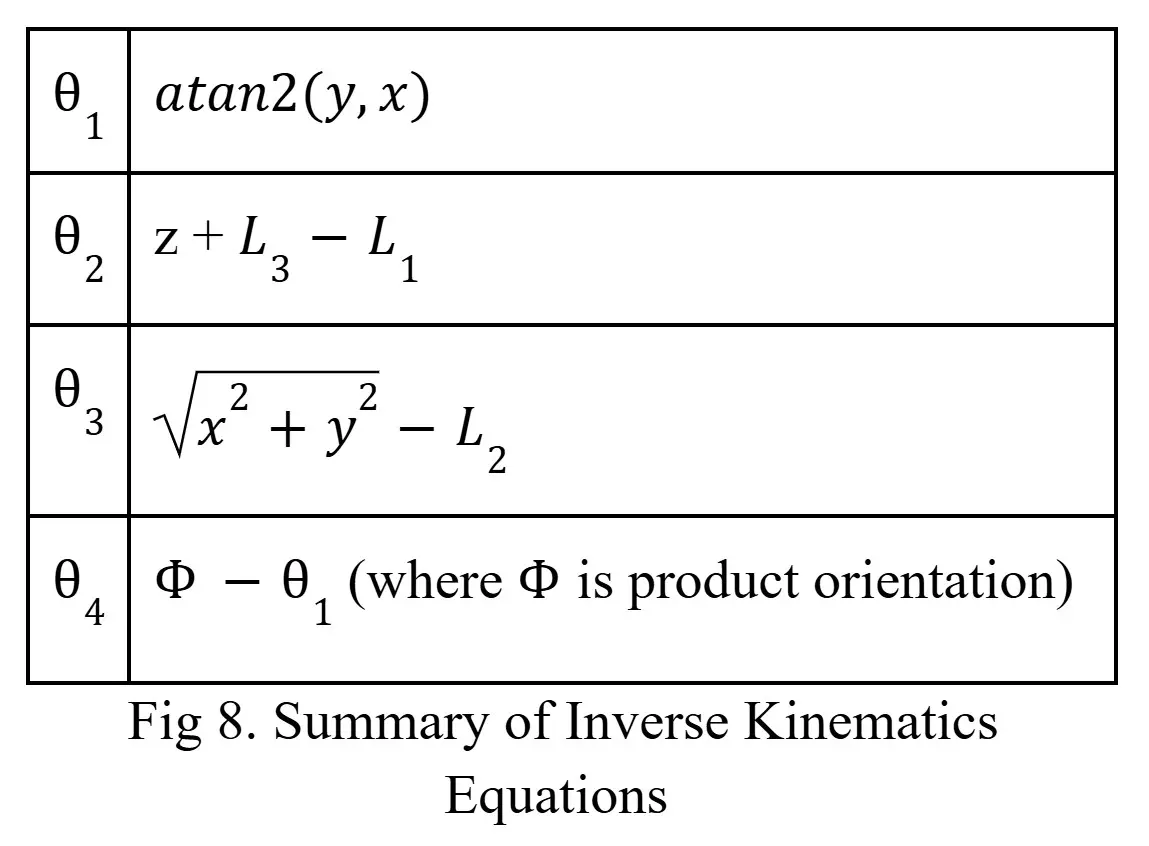 θ₁ atan2(y, x)
θ₂ z + L₃ − L₁
θ₃ √(x² + y²) − L₂
θ₄ Φ − θ₁ (where Φ is product orientation)
Fig 8. Summary of Inverse Kinematics
Equations